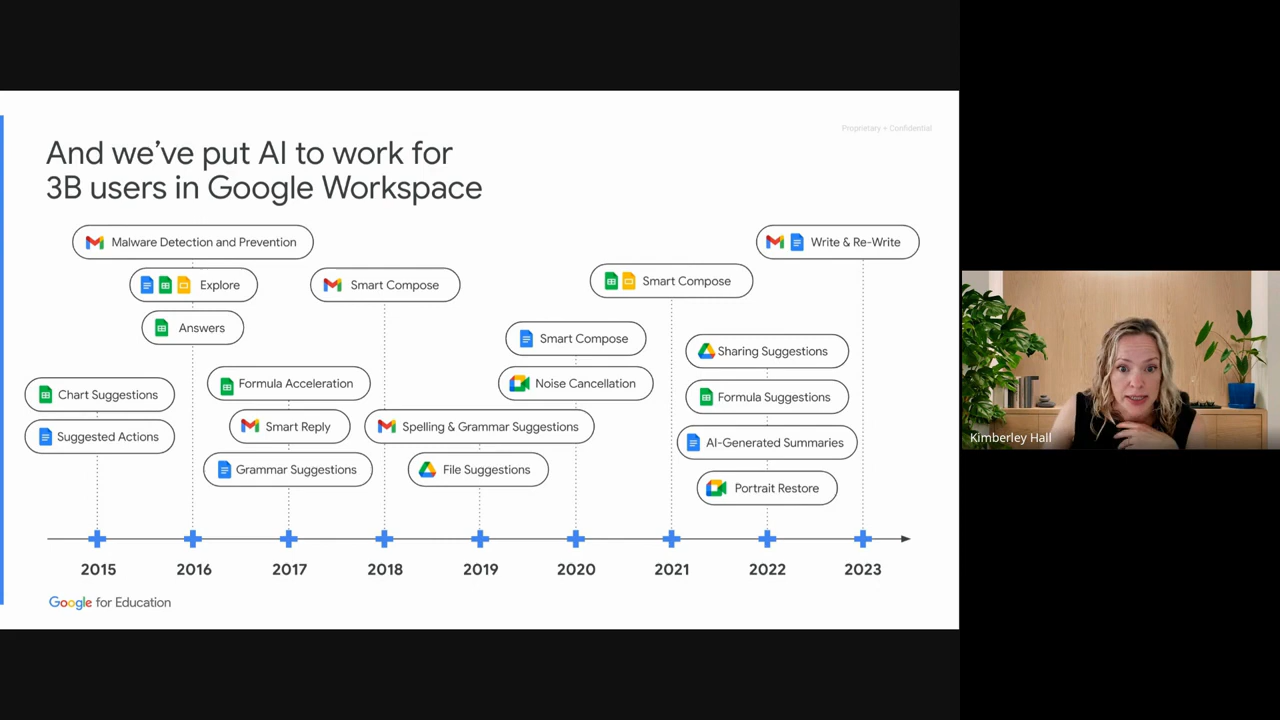 Proprietary + Confidential
And we’ve put AI to work for
3B users in Google Workspace
Malware Detection and Prevention
Write & Re-Write
Explore
Smart Compose
Smart Compose
Answers
Smart Compose
Sharing Suggestions
Formula Acceleration
Noise Cancellation
Chart Suggestions
Formula Suggestions
Smart Reply
Spelling & Grammar Suggestions
Suggested Actions
AI-Generated Summaries
Grammar Suggestions
File Suggestions
Portrait Restore
2015 2016 2017 2018 2019 2020 2021 2022 2023
Google for Education
Kimberley Hall